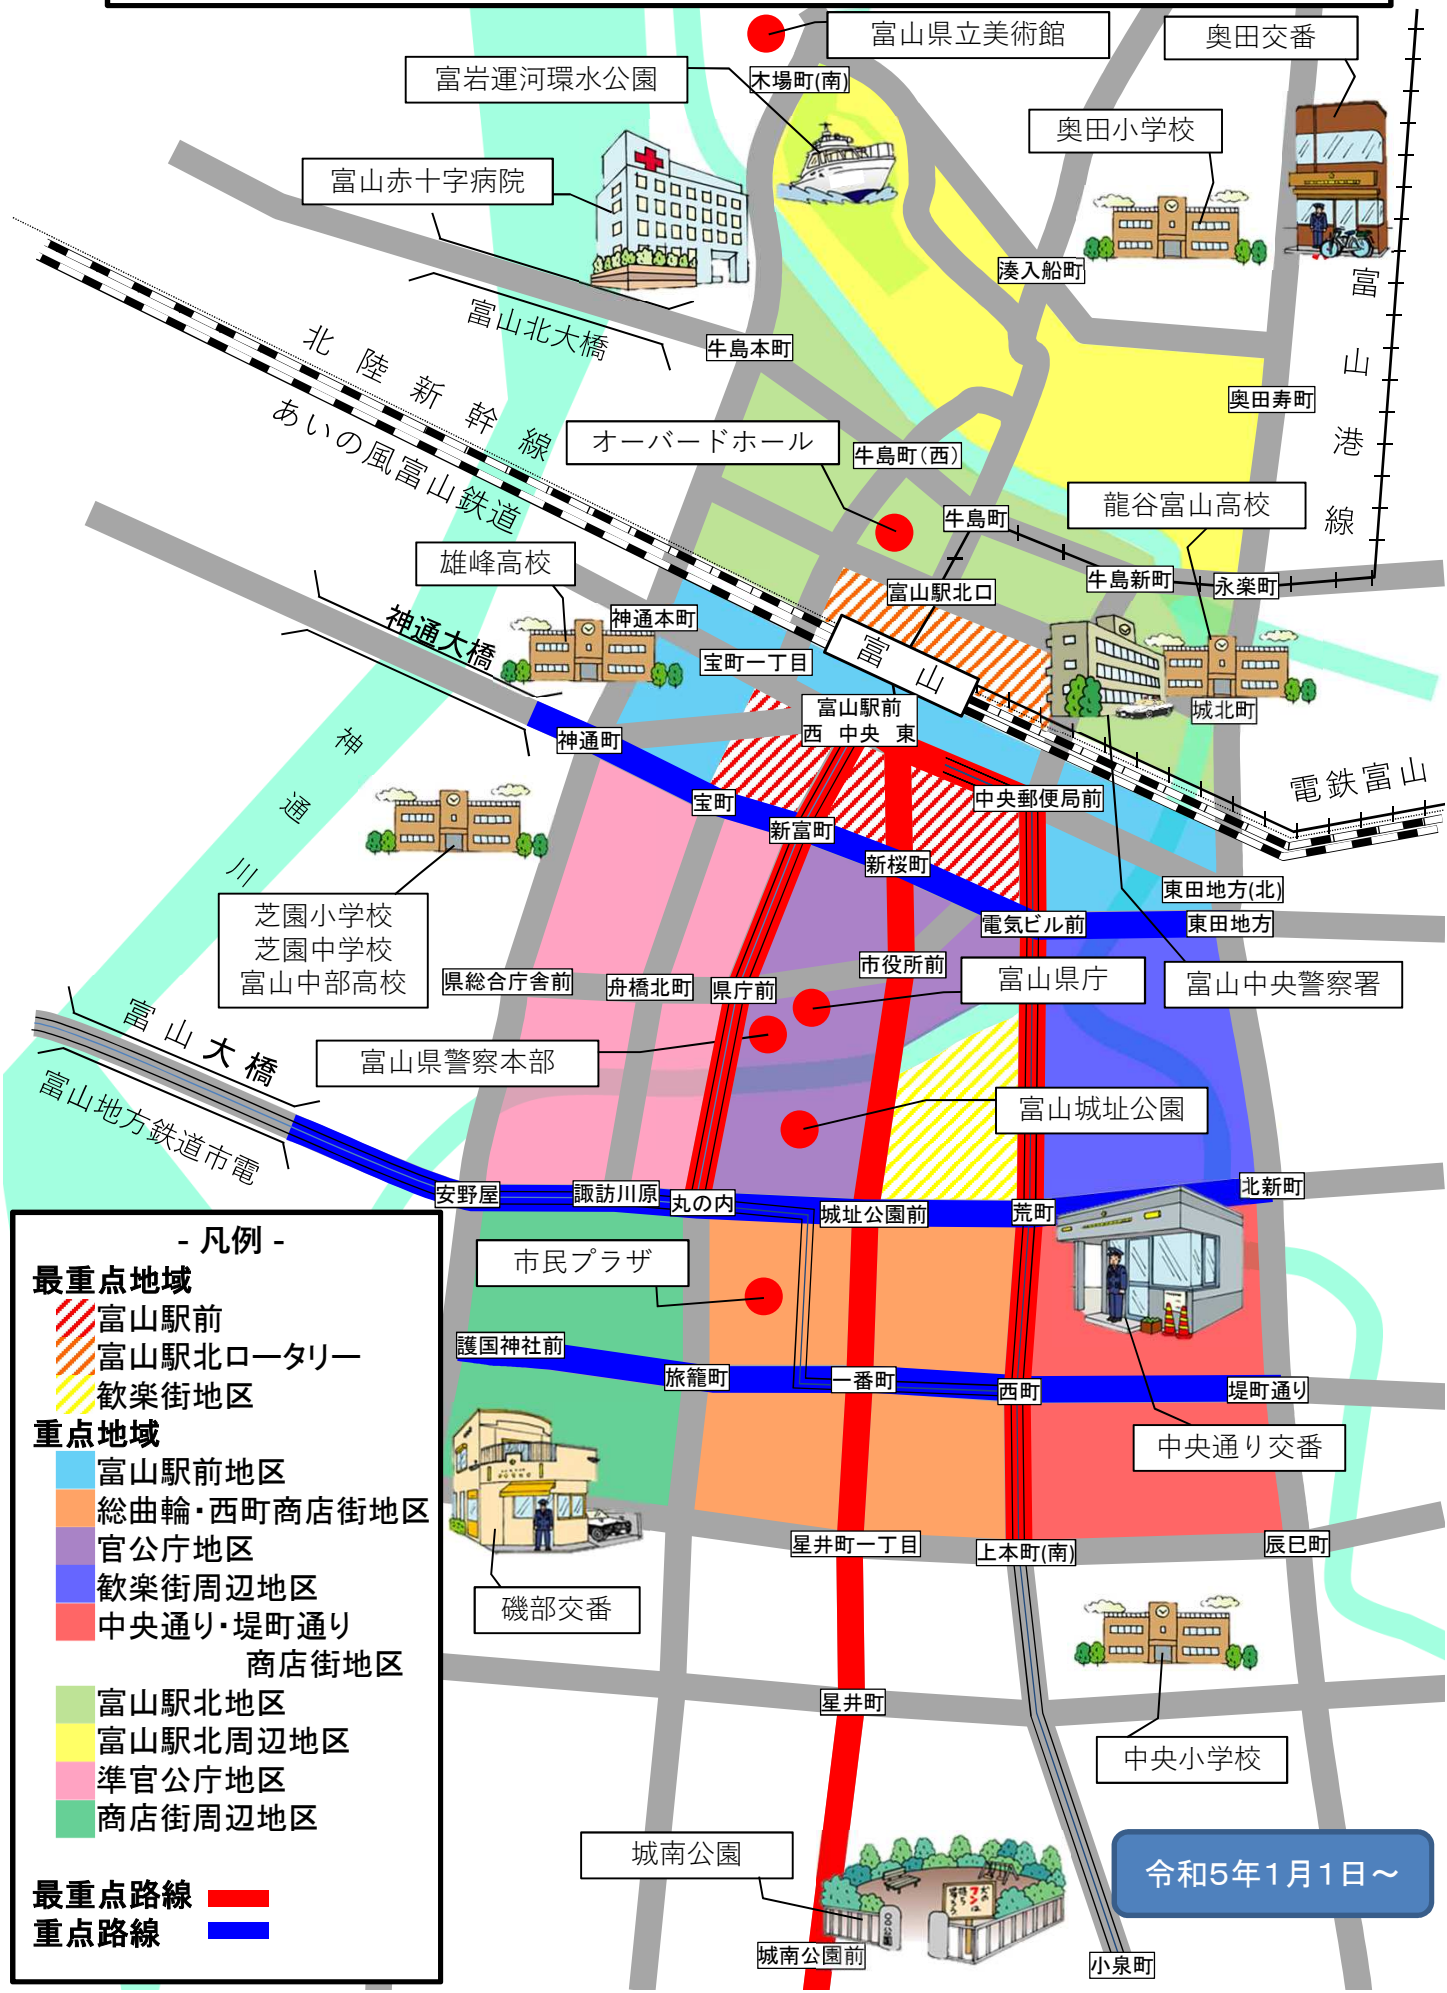 富山県立美術館
奥田交番
富岩運河環水公園
木場町(南)
奥田小学校
富山赤十字病院
湊入船町
富山港線
富山北大橋
北陸新幹線
牛島本町
あいの風富山鉄道
奥田寿町
オーバードホール
牛島町(西)
龍谷富山高校
牛島町
雄峰高校
牛島新町
永楽町
富山駅北口
神通本町
神通大橋
宝町一丁目
富山
富山駅前
西 中央 東
城北町
神通町
神通川
電鉄富山
宝町
中央郵便局前
新富町
新桜町
東田地方(北)
芝園小学校
芝園中学校
富山中部高校
電気ビル前
東田地方
市役所前
県総合庁舎前
舟橋北町
県庁前
富山県庁
富山中央警察署
富山大橋
富山県警察本部
富山地方鉄道市電
富山城址公園
安野屋
諏訪川原
丸の内
城址公園前
荒町
北新町
市民プラザ
護国神社前
旅籠町
一番町
西町
堤町通り
中央通り交番
星井町一丁目
上本町(南)
辰巳町
磯部交番
星井町
中央小学校
城南公園
犬の
フンは
〇〇公園
城南公園前
小泉町
- 凡例 -
最重点地域
富山駅前
富山駅北ロータリー
歓楽街地区
重点地域
富山駅前地区
総曲輪・西町商店街地区
官公庁地区
歓楽街周辺地区
中央通り・堤町通り
商店街地区
富山駅北地区
富山駅北周辺地区
準官公庁地区
商店街周辺地区
最重点路線
重点路線
令和5年1月1日～